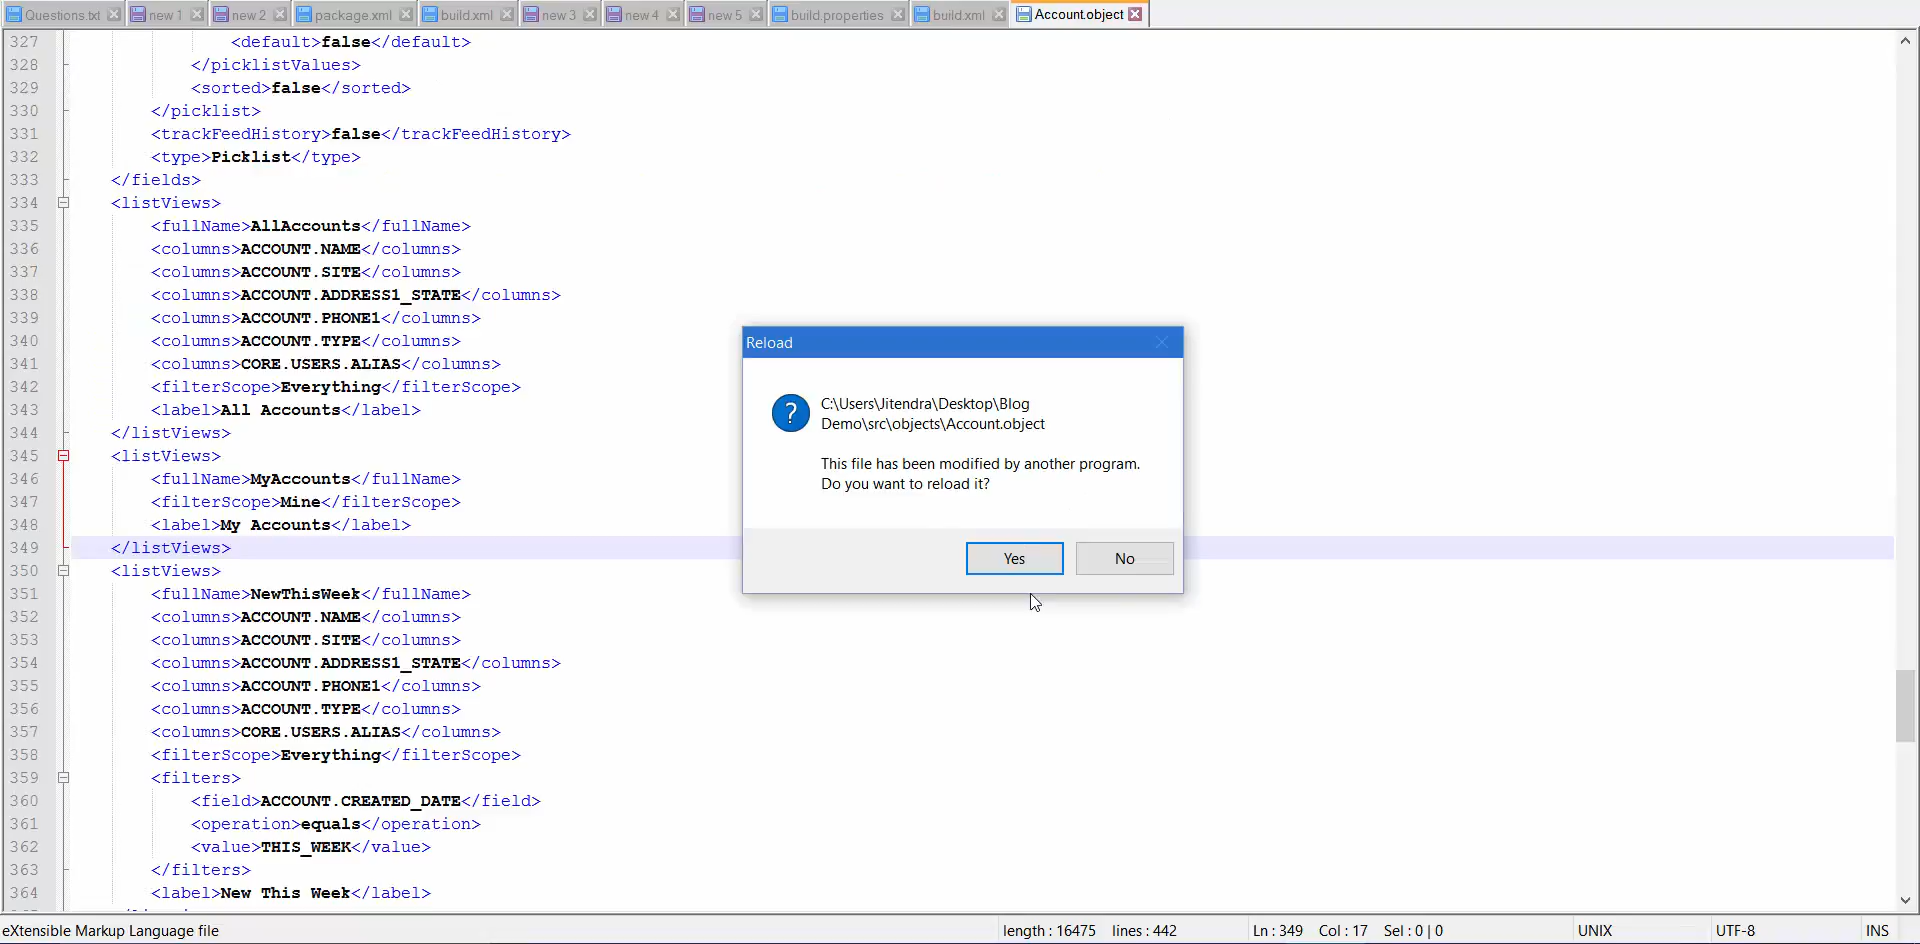 Questions.txt new 1 new 2 package.xml build.xml new 3 new 4 new 5 build.properties build.xml Account.object
327 <default>false</default>
328 </picklistValues>
329 <sorted>false</sorted>
330 </picklist>
331 <trackFeedHistory>false</trackFeedHistory>
332 <type>Picklist</type>
333 </fields>
334 <listViews>
335 <fullName>AllAccounts</fullName>
336 <columns>ACCOUNT.NAME</columns>
337 <columns>ACCOUNT.SITE</columns>
338 <columns>ACCOUNT.ADDRESS1_STATE</columns>
339 <columns>ACCOUNT.PHONE1</columns>
340 <columns>ACCOUNT.TYPE</columns>
341 <columns>CORE.USERS.ALIAS</columns>
342 <filterScope>Everything</filterScope>
343 <label>All Accounts</label>
344 </listViews>
345 <listViews>
346 <fullName>MyAccounts</fullName>
347 <filterScope>Mine</filterScope>
348 <label>My Accounts</label>
349 </listViews>
350 <listViews>
351 <fullName>NewThisWeek</fullName>
352 <columns>ACCOUNT.NAME</columns>
353 <columns>ACCOUNT.SITE</columns>
354 <columns>ACCOUNT.ADDRESS1_STATE</columns>
355 <columns>ACCOUNT.PHONE1</columns>
356 <columns>ACCOUNT.TYPE</columns>
357 <columns>CORE.USERS.ALIAS</columns>
358 <filterScope>Everything</filterScope>
359 <filters>
360 <field>ACCOUNT.CREATED_DATE</field>
361 <operation>equals</operation>
362 <value>THIS_WEEK</value>
363 </filters>
364 <label>New This Week</label>
Reload
?
C:\Users\Jitendra\Desktop\Blog
Demo\src\objects\Account.object
This file has been modified by another program.
Do you want to reload it?
Yes No
eXtensible Markup Language file length : 16475 lines : 442 Ln : 349 Col : 17 Sel : 0 | 0 UNIX UTF-8 INS